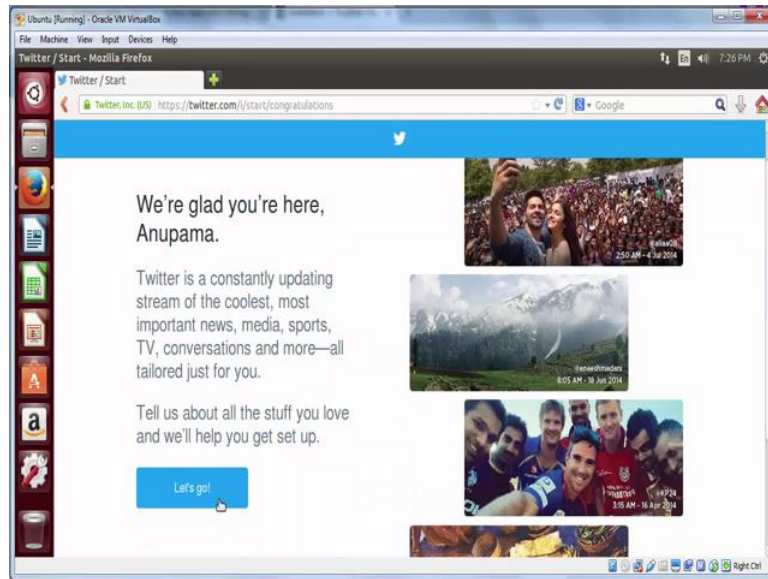 Ubuntu [Running] - Oracle VM VirtualBox
File Machine View Input Devices Help
Twitter / Start - Mozilla Firefox
En
7:26 PM
Twitter / Start
Twitter, Inc. (US)
https://twitter.com/i/start/congratulations
Google
We're glad you're here,
Anupama.
Twitter is a constantly updating
stream of the coolest, most
important news, media, sports,
TV, conversations and more—all
tailored just for you.
Tell us about all the stuff you love
and we'll help you get set up.
Let's go!
@aliaa08
2:50 AM - 4 Jul 2014
@aneeshmadani
8:05 AM - 18 Jun 2014
@KP24
3:15 AM - 16 Apr 2014
Right Ctrl